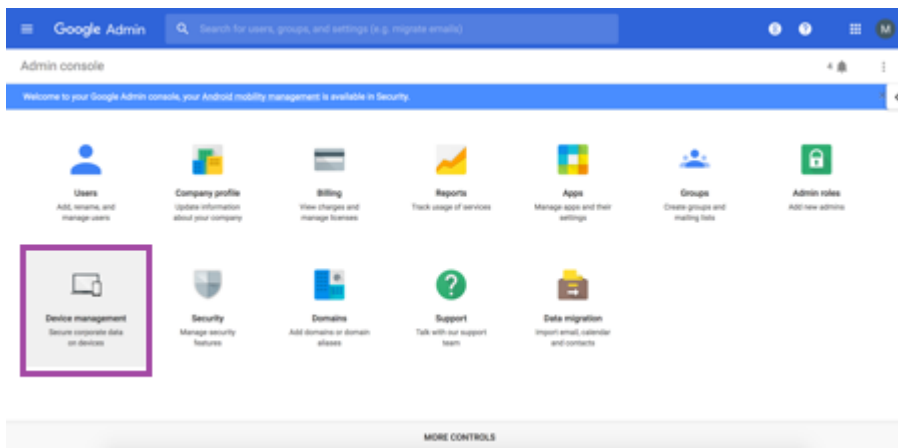 Google Admin
Search for users, groups, and settings (e.g. migrate emails)
M
Admin console
4
Welcome to your Google Admin console, your Android mobility management is available in Security.
Users
Add, rename, and
manage users
Company profile
Update information
about your company
Billing
View charges and
manage licenses
Reports
Track usage of services
Apps
Manage apps and their
settings
Groups
Create groups and
mailing lists
Admin roles
Add new admins
Device management
Secure corporate data
on devices
Security
Manage security
features
Domains
Add domains or domain
aliases
?
Support
Talk with our support
team
Data migration
Import email, calendar
and contacts
MORE CONTROLS